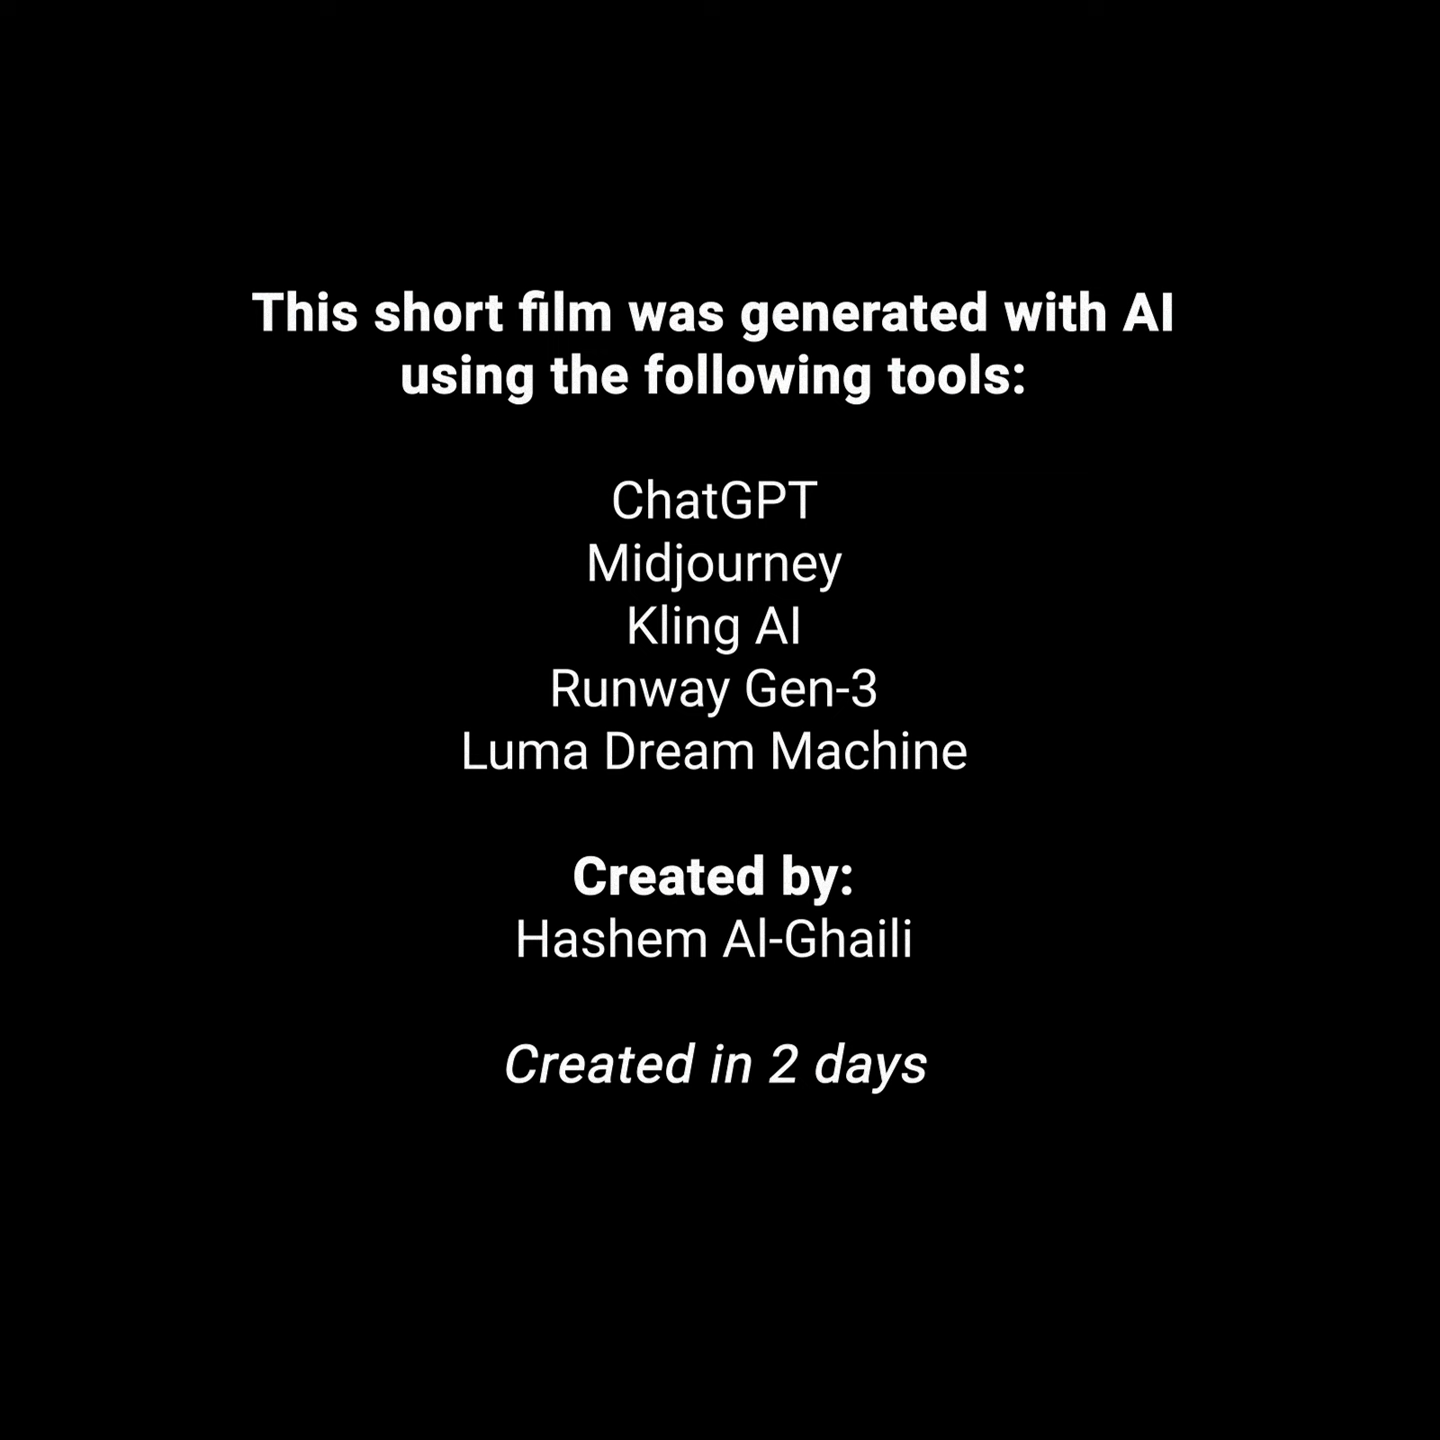 This short film was generated with AI
using the following tools:
ChatGPT
Midjourney
Kling AI
Runway Gen-3
Luma Dream Machine
Created by:
Hashem Al-Ghaili
Created in 2 days